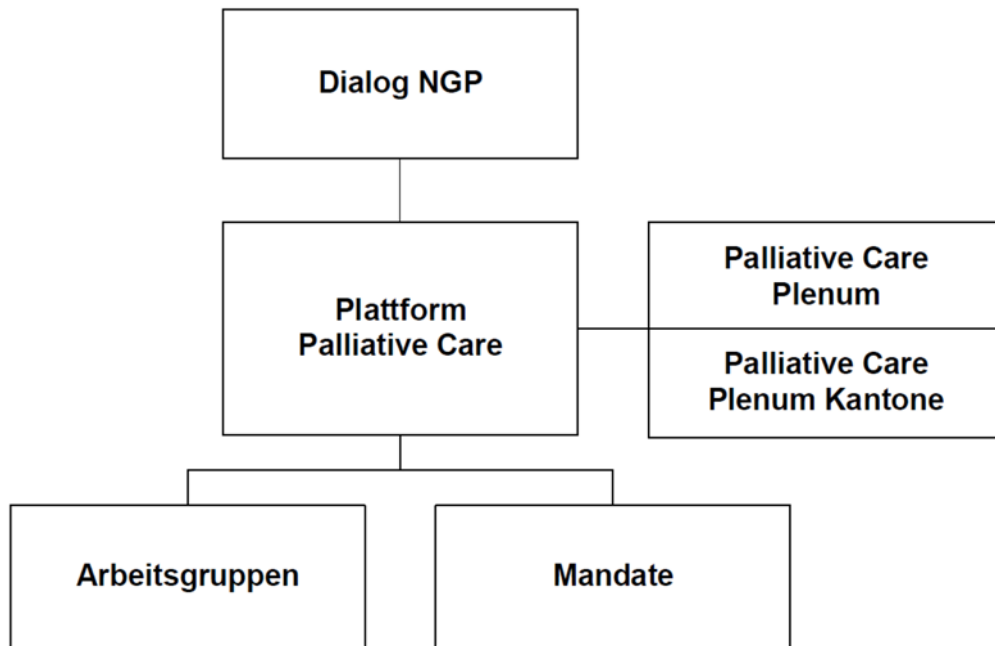 Dialog NGP
Plattform
Palliative Care
Palliative Care
Plenum
Palliative Care
Plenum Kantone
Arbeitsgruppen
Mandate